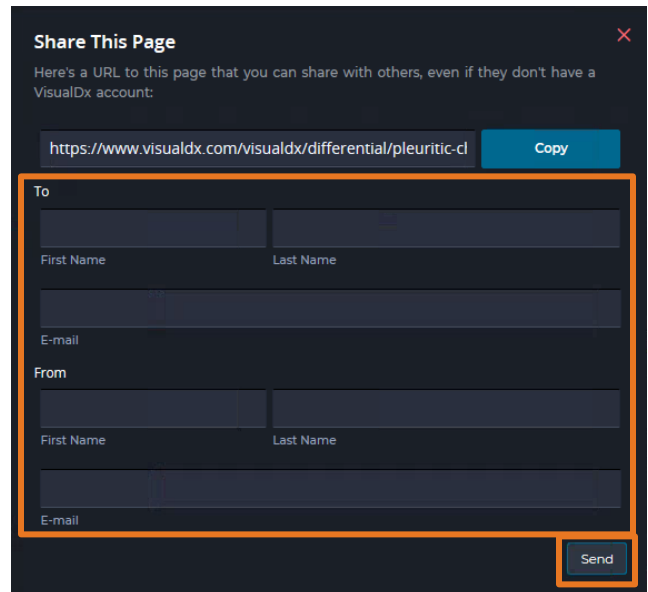 Share This Page
Here's a URL to this page that you can share with others, even if they don't have a
VisualDx account:
https://www.visualdx.com/visualdx/differential/pleuritic-cl Copy
To
First Name Last Name
E-mail
From
First Name Last Name
E-mail
Send